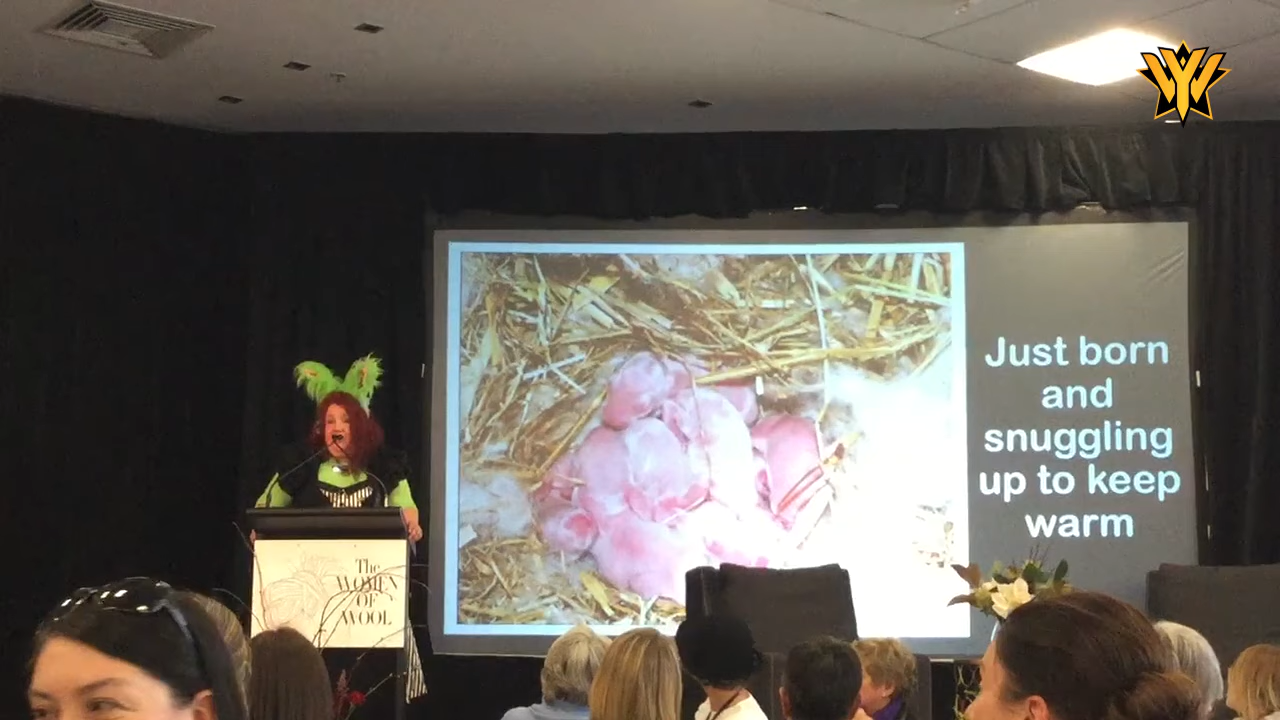 Just born
and
snuggling
up to keep
warm
The
WOMEN
OF
WOOL